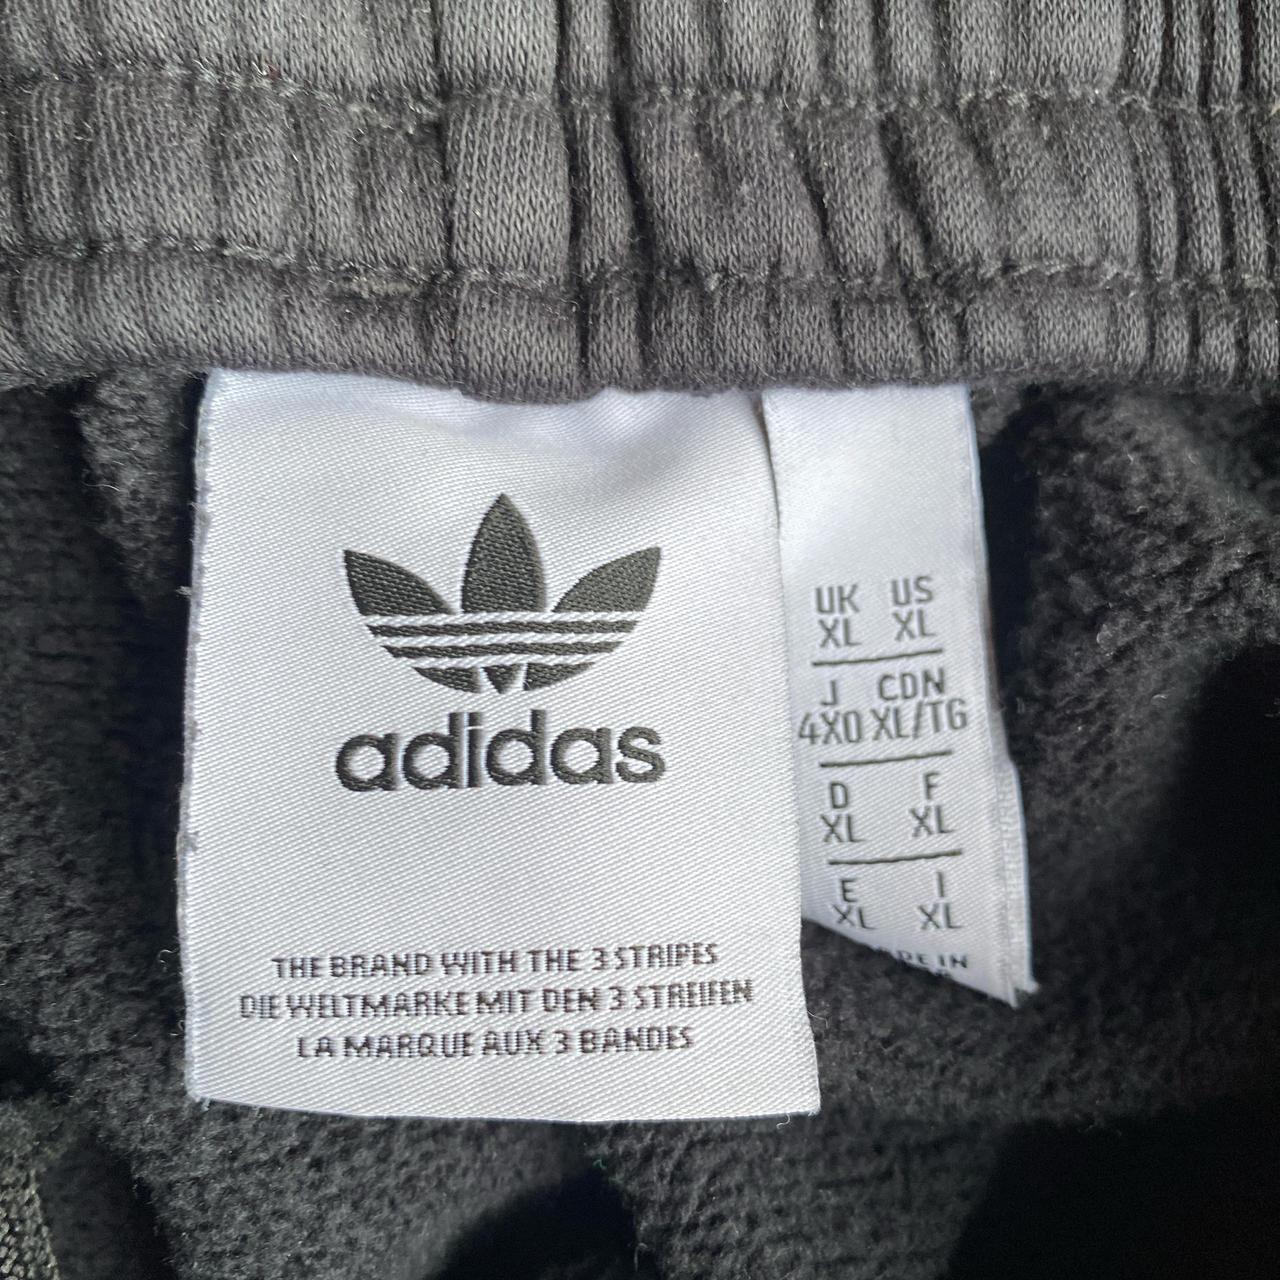 adidas
THE BRAND WITH THE 3 STRIPES
DIE WELTMARKE MIT DEN 3 STREIFEN
LA MARQUE AUX 3 BANDES
UK US
XL XL
J CDN
4XO XL/TG
D F
XL XL
E I
XL XL
IN